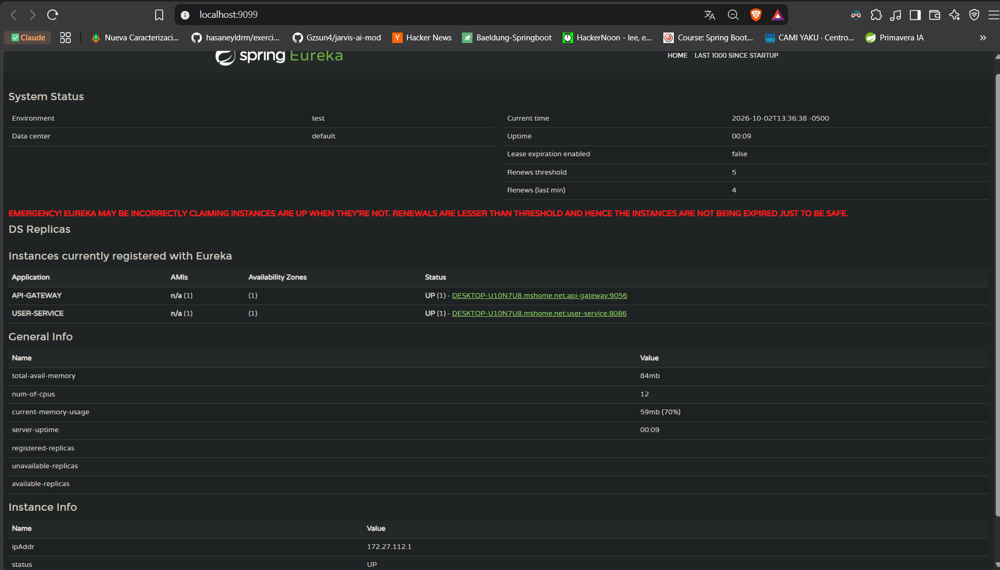 localhost:9099
Claude
Nueva Caracterizaci...
hasaneyldrm/exerci...
Gzsun4/jarvis-ai-mod
Hacker News
Baeldung-Springboot
HackerNoon - lee, e...
Course: Spring Boot...
CAMI YAKU · Centro...
Primavera IA
»
spring Eureka
HOME LAST 1000 SINCE STARTUP
System Status
Environment test
Data center default
Current time 2026-10-02T13:36:38 -0500
Uptime 00:09
Lease expiration enabled false
Renews threshold 5
Renews (last min) 4
EMERGENCY! EUREKA MAY BE INCORRECTLY CLAIMING INSTANCES ARE UP WHEN THEY'RE NOT. RENEWALS ARE LESSER THAN THRESHOLD AND HENCE THE INSTANCES ARE NOT BEING EXPIRED JUST TO BE SAFE.
DS Replicas
Instances currently registered with Eureka
Application AMIs Availability Zones Status
API-GATEWAY n/a (1) (1) UP (1) - DESKTOP-U10N7U8.mshome.net:api-gateway:9056
USER-SERVICE n/a (1) (1) UP (1) - DESKTOP-U10N7U8.mshome.net:user-service:8086
General Info
Name Value
total-avail-memory 84mb
num-of-cpus 12
current-memory-usage 59mb (70%)
server-uptime 00:09
registered-replicas
unavailable-replicas
available-replicas
Instance Info
Name Value
ipAddr 172.27.112.1
status UP